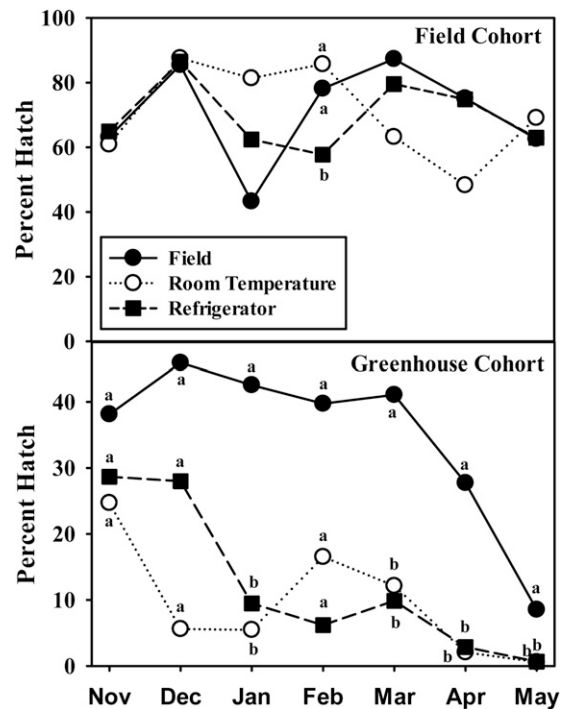 100
80
60
40
20
0
Percent Hatch
Field Cohort
a
a
b
Field
Room Temperature
Refrigerator
40
30
20
10
0
Percent Hatch
Greenhouse Cohort
a
a
a
a
a
a
a
a
a
a
a
a
b
b
a
a
b
b
b
b
b
b
Nov Dec Jan Feb Mar Apr May